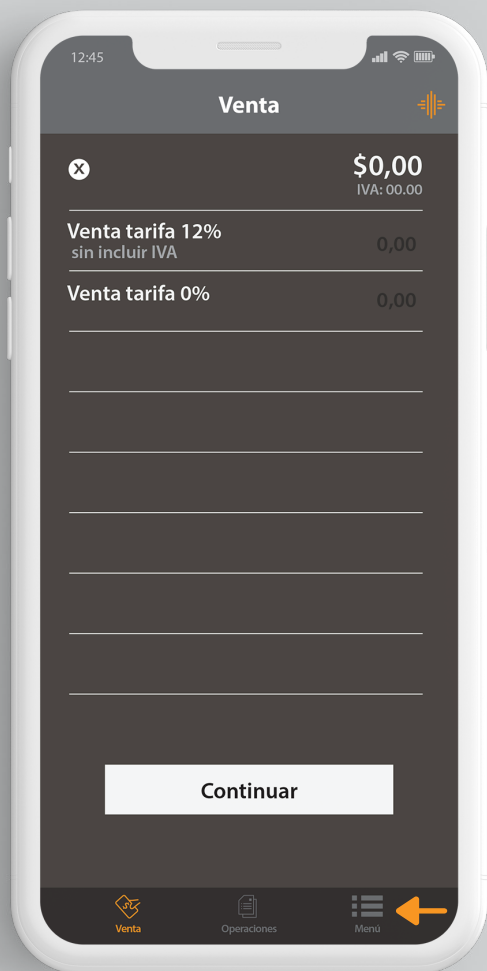 12:45
Venta
X
$0,00
IVA: 00.00
Venta tarifa 12%
sin incluir IVA
0,00
Venta tarifa 0%
0,00
Continuar
Venta
Operaciones
Menú